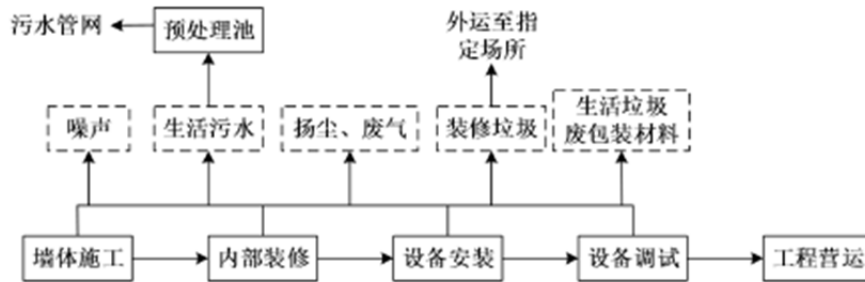 污水管网
预处理池
外运至指
定场所
噪声
生活污水
扬尘、废气
装修垃圾
生活垃圾
废包装材料
墙体施工
内部装修
设备安装
设备调试
工程营运